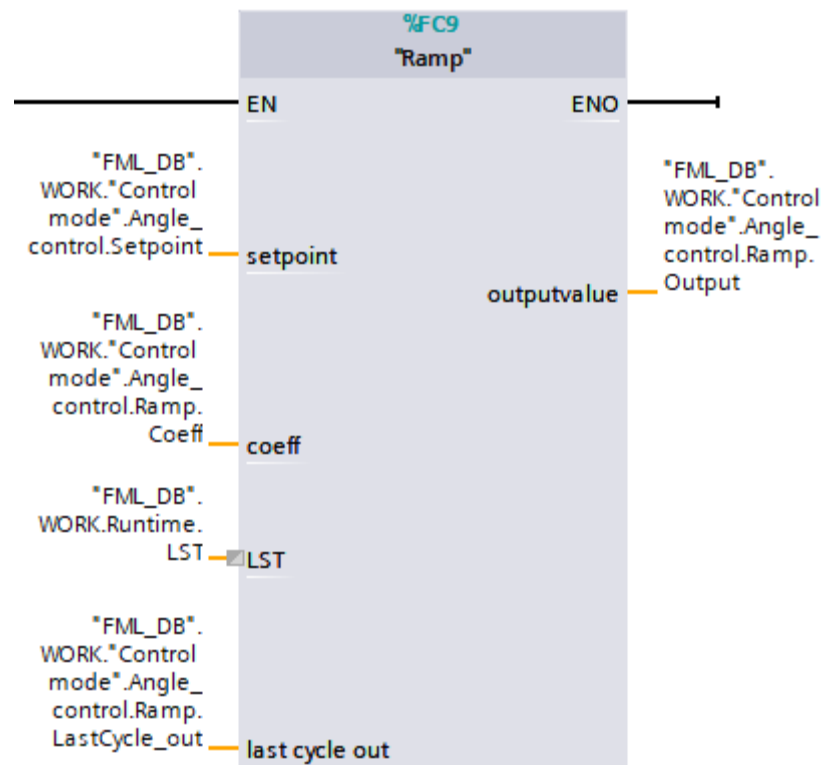 %FC9
"Ramp"
EN
ENO
"FML_DB".
WORK."Control
mode".Angle_
control.Setpoint
setpoint
"FML_DB".
WORK."Control
mode".Angle_
control.Ramp.
Output
outputvalue
"FML_DB".
WORK."Control
mode".Angle_
control.Ramp.
Coeff
coeff
"FML_DB".
WORK.Runtime.
LST
LST
"FML_DB".
WORK."Control
mode".Angle_
control.Ramp.
LastCycle_out
last cycle out